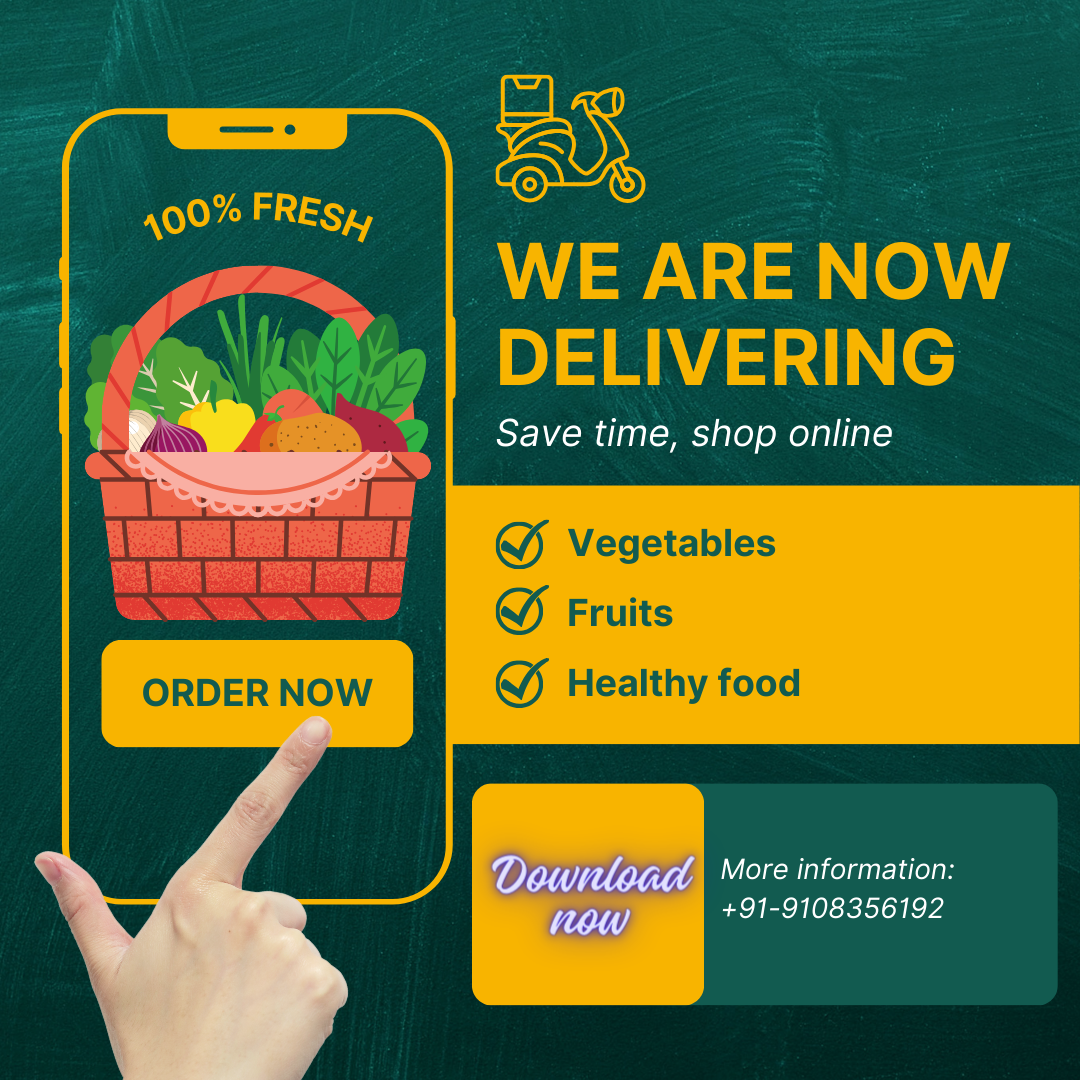 100% FRESH
WE ARE NOW
DELIVERING
Save time, shop online
Vegetables
Fruits
Healthy food
ORDER NOW
Download
now
More information:
+91-9108356192